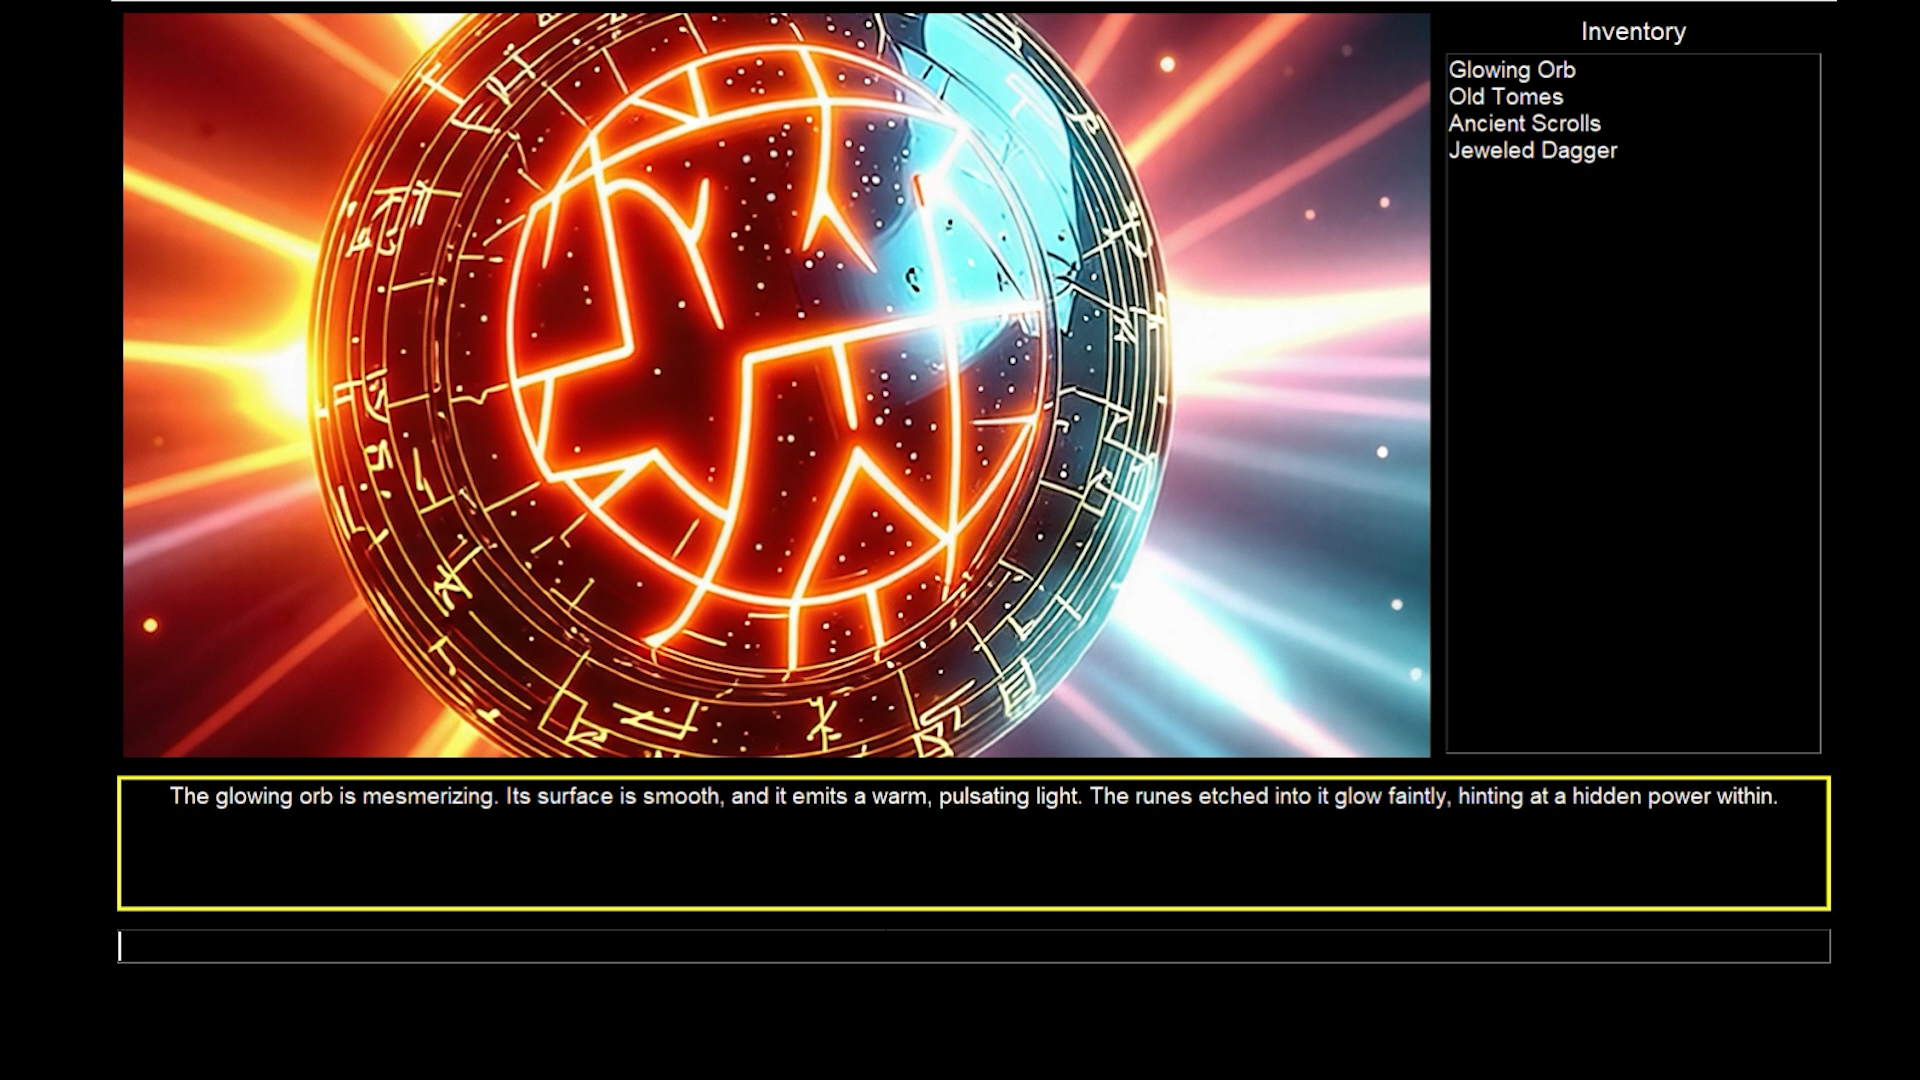 Inventory
Glowing Orb
Old Tomes
Ancient Scrolls
Jeweled Dagger
The glowing orb is mesmerizing. Its surface is smooth, and it emits a warm, pulsating light. The runes etched into it glow faintly, hinting at a hidden power within.